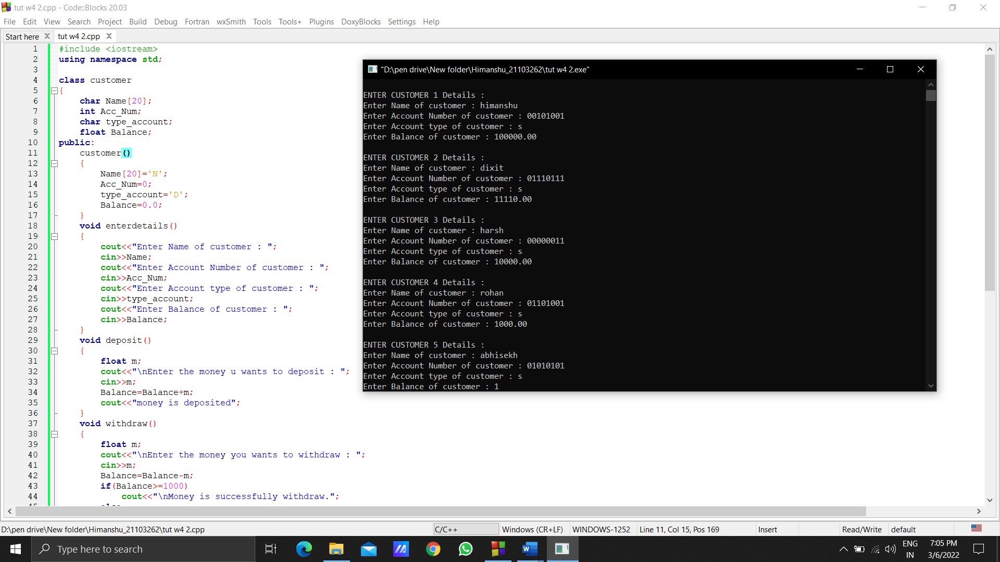 tut w4 2.cpp - Code::Blocks 20.03
File Edit View Search Project Build Debug Fortran wxSmith Tools Tools+ Plugins DoxyBlocks Settings Help
Start here tut w4 2.cpp
1 #include <iostream>
2 using namespace std;
3
4 class customer
5 {
6 char Name[20];
7 int Acc_Num;
8 char type_account;
9 float Balance;
10 public:
11 customer()
12 {
13 Name[20]='N';
14 Acc_Num=0;
15 type_account='D';
16 Balance=0.0;
17 }
18 void enterdetails()
19 {
20 cout<<"Enter Name of customer : ";
21 cin>>Name;
22 cout<<"Enter Account Number of customer : ";
23 cin>>Acc_Num;
24 cout<<"Enter Account type of customer : ";
25 cin>>type_account;
26 cout<<"Enter Balance of customer : ";
27 cin>>Balance;
28 }
29 void deposit()
30 {
31 float m;
32 cout<<"\nEnter the money u wants to deposit : ";
33 cin>>m;
34 Balance=Balance+m;
35 cout<<"money is deposited";
36 }
37 void withdraw()
38 {
39 float m;
40 cout<<"\nEnter the money you wants to withdraw : ";
41 cin>>m;
42 Balance=Balance-m;
43 if(Balance>=1000)
44 cout<<"\nMoney is successfully withdraw.";
"D:\pen drive\New folder\Himanshu_21103262\tut w4 2.exe"
ENTER CUSTOMER 1 Details :
Enter Name of customer : himanshu
Enter Account Number of customer : 00101001
Enter Account type of customer : s
Enter Balance of customer : 100000.00
ENTER CUSTOMER 2 Details :
Enter Name of customer : dixit
Enter Account Number of customer : 01110111
Enter Account type of customer : s
Enter Balance of customer : 11110.00
ENTER CUSTOMER 3 Details :
Enter Name of customer : harsh
Enter Account Number of customer : 00000011
Enter Account type of customer : s
Enter Balance of customer : 10000.00
ENTER CUSTOMER 4 Details :
Enter Name of customer : rohan
Enter Account Number of customer : 01101001
Enter Account type of customer : s
Enter Balance of customer : 1000.00
ENTER CUSTOMER 5 Details :
Enter Name of customer : abhisekh
Enter Account Number of customer : 01010101
Enter Account type of customer : s
Enter Balance of customer : 1
D:\pen drive\New folder\Himanshu_21103262\tut w4 2.cpp C/C++ Windows (CR+LF) WINDOWS-1252 Line 11, Col 15, Pos 169 Insert Read/Write default
Type here to search
ENG
IN
7:05 PM
3/6/2022